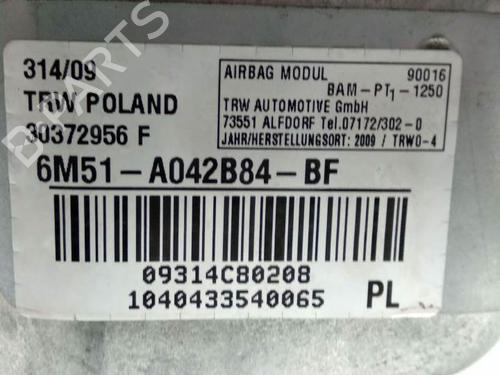 314/09
TRW POLAND
30372956 F
AIRBAG MODUL 90016
BAM-PT1-1250
TRW AUTOMOTIVE GmbH
73551 ALFDORF Tel.07172/302-0
JAHR/HERSTELLUNGSORT: 2009 / TRWO-4
6M51-A042B84-BF
09314C80208
1040433540065 PL